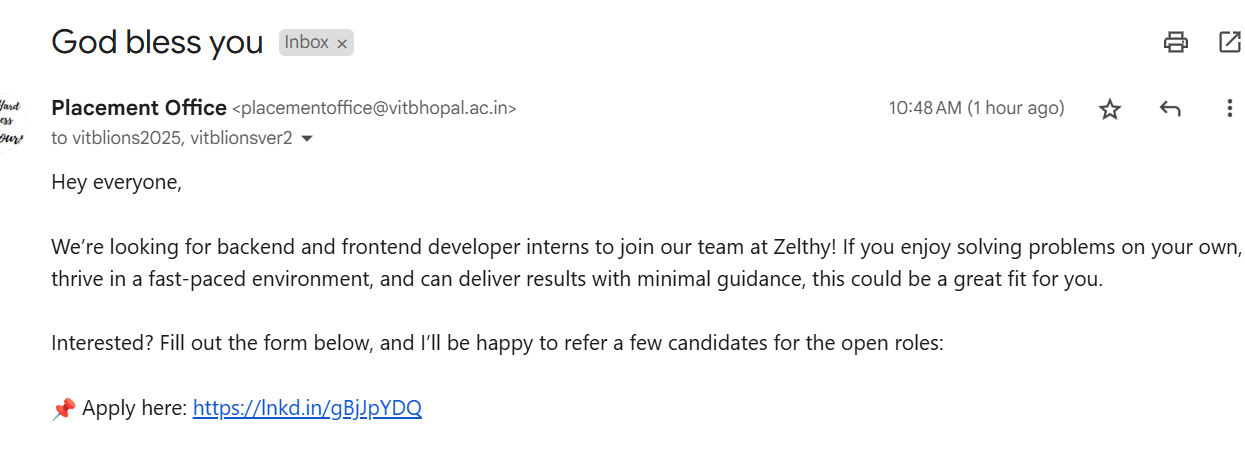 God bless you Inbox ×
Placement Office <placementoffice@vitbhopal.ac.in> 10:48 AM (1 hour ago)
to vitblions2025, vitblionsver2
Hey everyone,
We’re looking for backend and frontend developer interns to join our team at Zelthy! If you enjoy solving problems on your own,
thrive in a fast-paced environment, and can deliver results with minimal guidance, this could be a great fit for you.
Interested? Fill out the form below, and I’ll be happy to refer a few candidates for the open roles:
📌 Apply here: https://lnkd.in/gBjJpYDQ